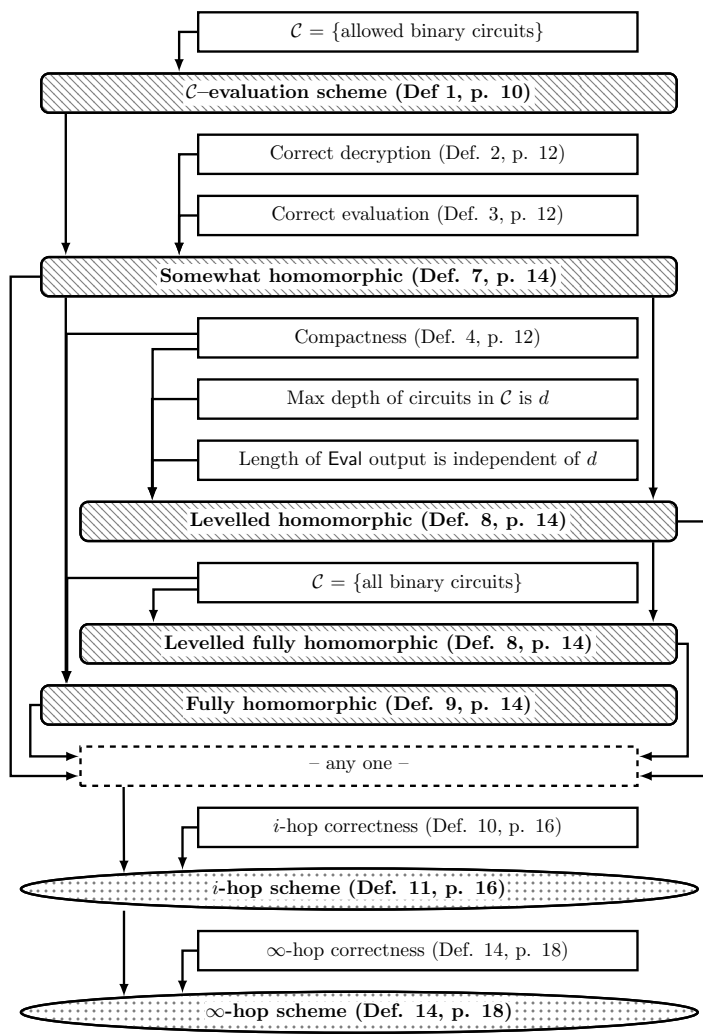 𝒞 = {allowed binary circuits}
𝒞–evaluation scheme (Def 1, p. 10)
Correct decryption (Def. 2, p. 12)
Correct evaluation (Def. 3, p. 12)
Somewhat homomorphic (Def. 7, p. 14)
Compactness (Def. 4, p. 12)
Max depth of circuits in 𝒞 is d
Length of Eval output is independent of d
Levelled homomorphic (Def. 8, p. 14)
𝒞 = {all binary circuits}
Levelled fully homomorphic (Def. 8, p. 14)
Fully homomorphic (Def. 9, p. 14)
– any one –
i-hop correctness (Def. 10, p. 16)
i-hop scheme (Def. 11, p. 16)
∞-hop correctness (Def. 14, p. 18)
∞-hop scheme (Def. 14, p. 18)